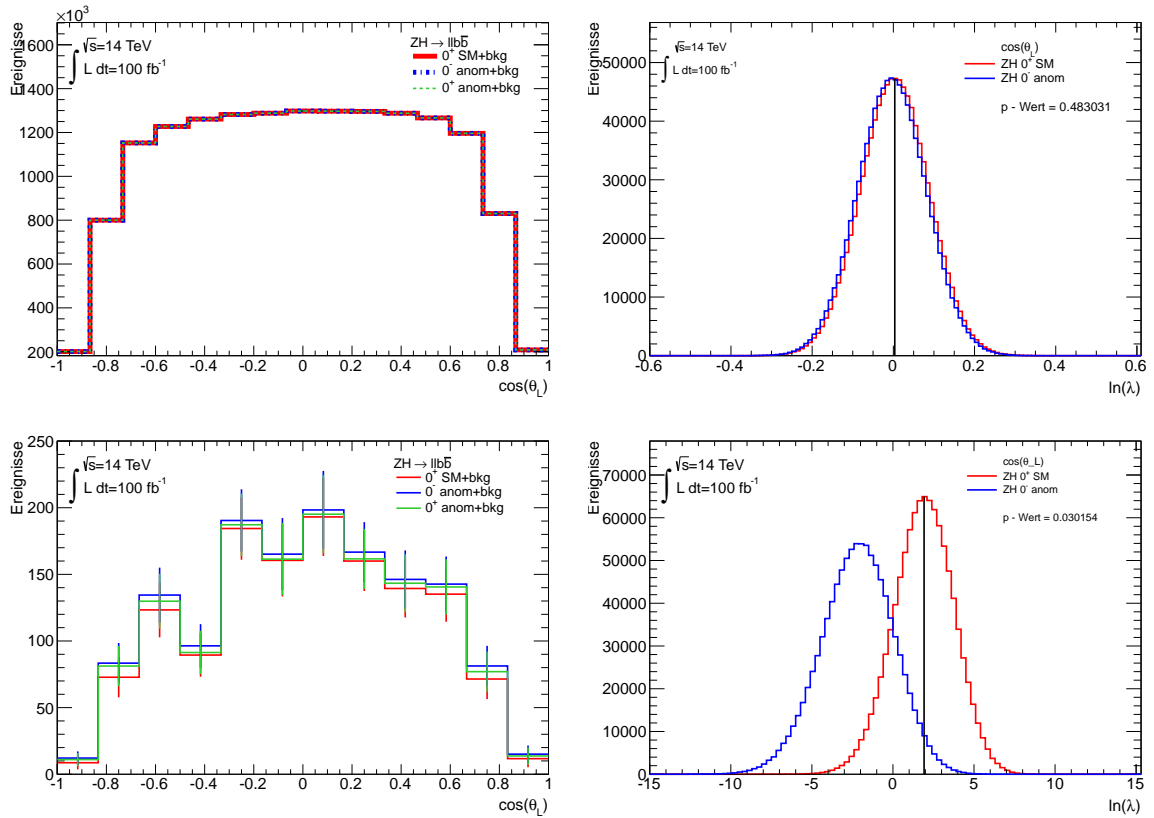 ×10³
Ereignisse
1600
1400
1200
1000
800
600
400
200
∫ √s=14 TeV
L dt=100 fb⁻¹
ZH → llbb̅
0⁺ SM+bkg
0⁻ anom+bkg
0⁺ anom+bkg
-1 -0.8 -0.6 -0.4 -0.2 0 0.2 0.4 0.6 0.8 1
cos(θ_L)
Ereignisse
50000
40000
30000
20000
10000
0
∫ √s=14 TeV
L dt=100 fb⁻¹
cos(θ_L)
ZH 0⁺ SM
ZH 0⁻ anom
p - Wert = 0.483031
-0.6 -0.4 -0.2 0 0.2 0.4 0.6
ln(λ)
Ereignisse
250
200
150
100
50
0
∫ √s=14 TeV
L dt=100 fb⁻¹
ZH → llbb̅
0⁺ SM+bkg
0⁻ anom+bkg
0⁺ anom+bkg
-1 -0.8 -0.6 -0.4 -0.2 0 0.2 0.4 0.6 0.8 1
cos(θ_L)
Ereignisse
70000
60000
50000
40000
30000
20000
10000
0
∫ √s=14 TeV
L dt=100 fb⁻¹
cos(θ_L)
ZH 0⁺ SM
ZH 0⁻ anom
p - Wert = 0.030154
-15 -10 -5 0 5 10 15
ln(λ)